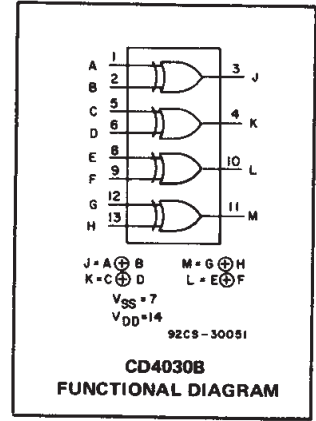 A 1
B 2
3 J
C 5
D 6
4 K
E 8
F 9
10 L
G 12
H 13
11 M
J = A ⊕ B M = G ⊕ H
K = C ⊕ D L = E ⊕ F
VSS = 7
VDD = 14
92CS-30051
CD4030B
FUNCTIONAL DIAGRAM